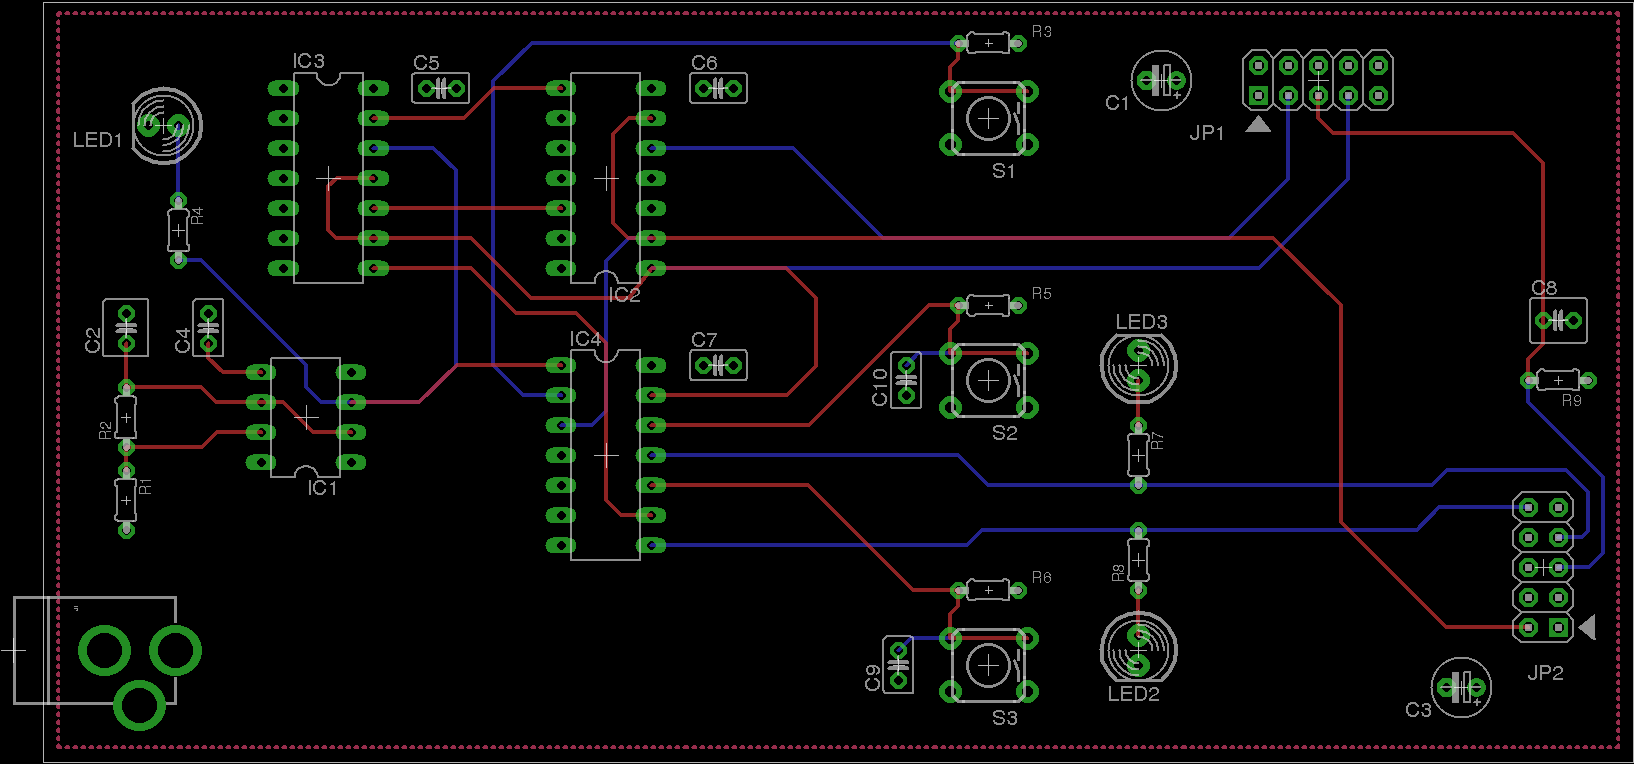 R3
IC3
C5
C6
C1
JP1
LED1
S1
R4
IC2
C8
R5
LED3
C2
C4
IC4
C7
C10
R9
R2
S2
R7
R1
IC1
R8
R6
C9
LED2
S3
JP2
C3